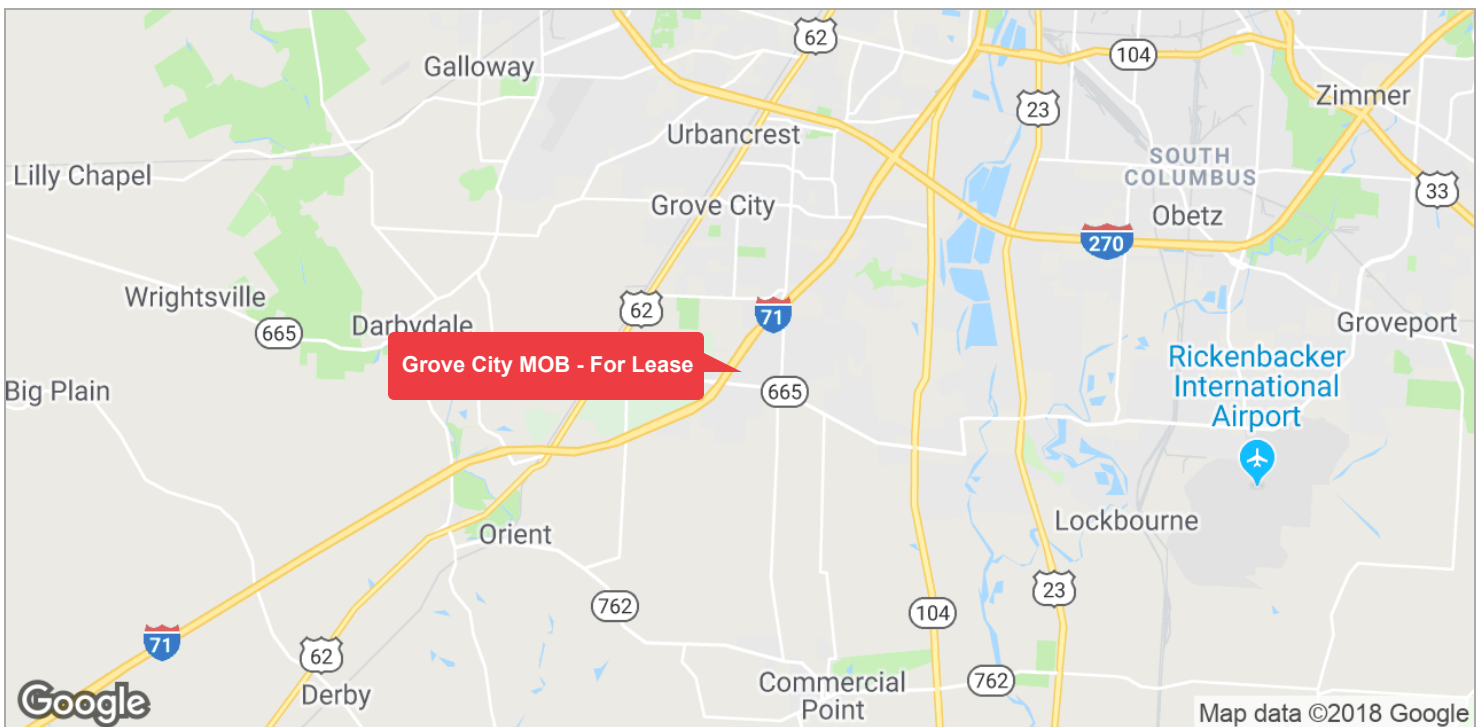 62
104
Galloway
Zimmer
23
Urbancrest
SOUTH
COLUMBUS
Lilly Chapel
33
Grove City
Obetz
270
Wrightsville
62
71
665
Darbydale
Groveport
Grove City MOB - For Lease
Rickenbacker
International
Airport
Big Plain
665
Lockbourne
Orient
23
762
104
71
62
Derby
Commercial
Point
762
Google
Map data ©2018 Google